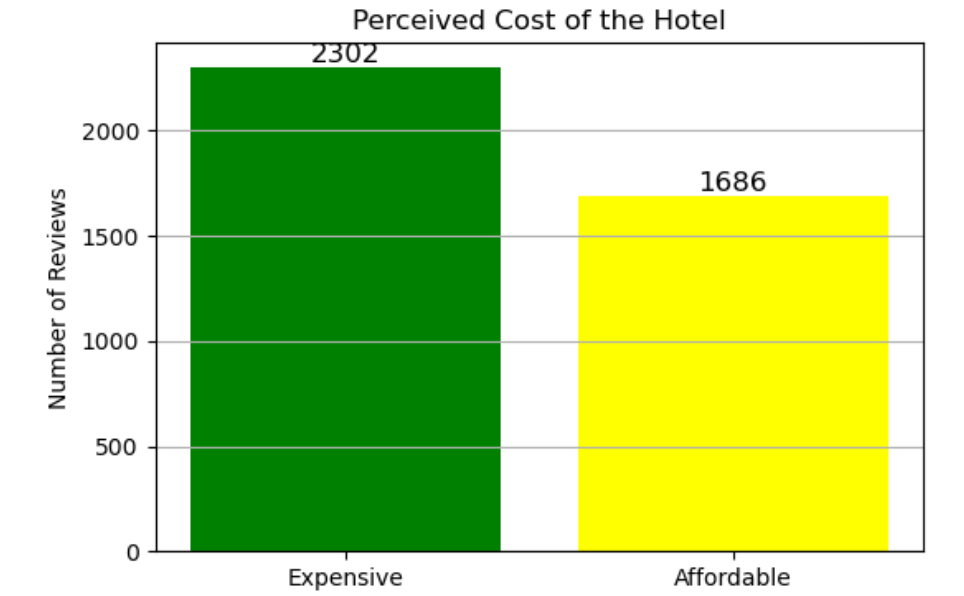 Perceived Cost of the Hotel
2302
1686
Number of Reviews
2000
1500
1000
500
0
Expensive
Affordable